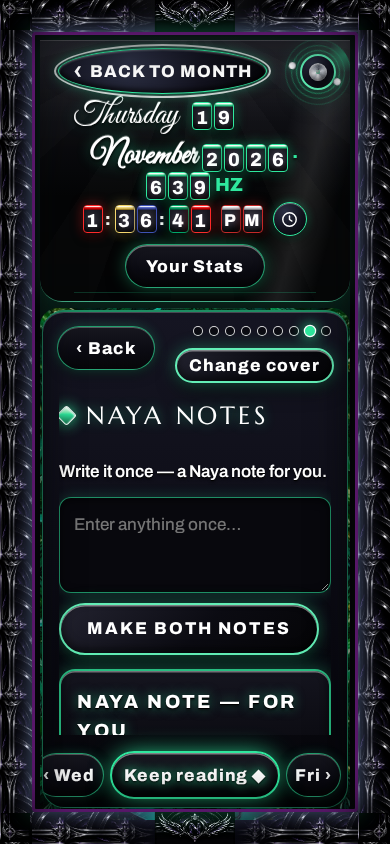 ‹ BACK TO MONTH
Thursday 19
November 2026 ·
639 HZ
1:36:41 PM
Your Stats
‹ Back
Change cover
NAYA NOTES
Write it once — a Naya note for you.
Enter anything once...
MAKE BOTH NOTES
NAYA NOTE — FOR
YOU
‹ Wed
Keep reading ◆
Fri ›